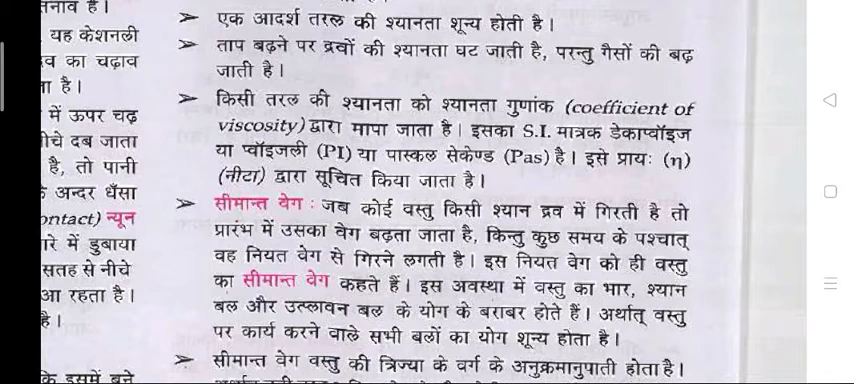 तनाव है।
यह केशनली
व का चढ़ाव
है।
में ऊपर चढ़
नीचे दब जाता
है, तो पानी
अन्दर धँसा
ontact) न्यून
में डुबाया
सतह से नीचे
रहता है।
है।
कि इसमें बने
➢ एक आदर्श तरल की श्यानता शून्य होती है।
➢ ताप बढ़ने पर द्रवों की श्यानता घट जाती है, परन्तु गैसों की बढ़
जाती है।
➢ किसी तरल की श्यानता को श्यानता गुणांक (coefficient of
viscosity) द्वारा मापा जाता है। इसका S.I. मात्रक डेकाप्वॉइज
या प्वॉइजली (PI) या पास्कल सेकेण्ड (Pas) है। इसे प्रायः (η)
(नीटा) द्वारा सूचित किया जाता है।
➢ सीमान्त वेग : जब कोई वस्तु किसी श्यान द्रव में गिरती है तो
प्रारंभ में उसका वेग बढ़ता जाता है, किन्तु कुछ समय के पश्चात्
वह नियत वेग से गिरने लगती है। इस नियत वेग को ही वस्तु
का सीमान्त वेग कहते हैं। इस अवस्था में वस्तु का भार, श्यान
बल और उत्प्लावन बल के योग के बराबर होते हैं। अर्थात् वस्तु
पर कार्य करने वाले सभी बलों का योग शून्य होता है।
➢ सीमान्त वेग वस्तु की त्रिज्या के वर्ग के अनुक्रमानुपाती होता है।